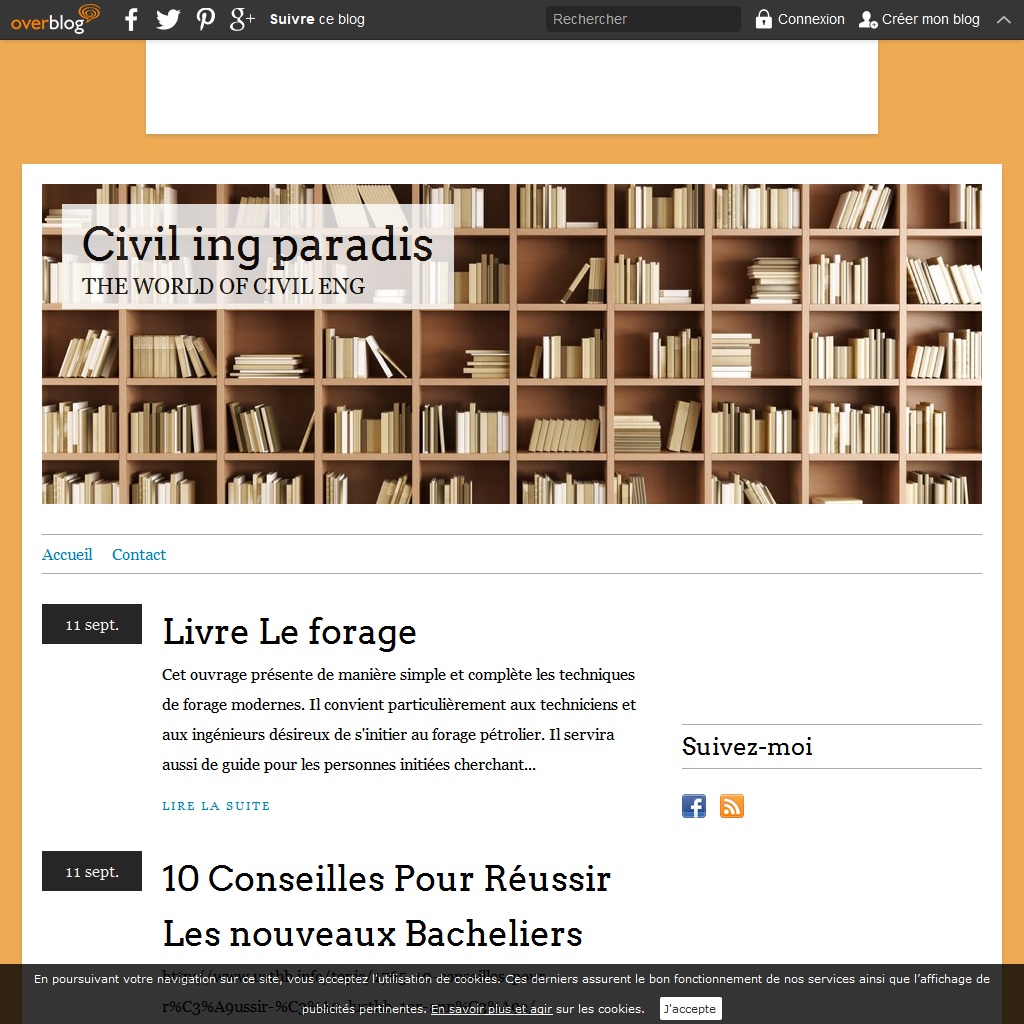 overblog
Suivre ce blog
Rechercher
Connexion
Créer mon blog
Civil ing paradis
THE WORLD OF CIVIL ENG
Accueil Contact
11 sept.
Livre Le forage
Cet ouvrage présente de manière simple et complète les techniques
de forage modernes. Il convient particulièrement aux techniciens et
aux ingénieurs désireux de s'initier au forage pétrolier. Il servira
aussi de guide pour les personnes initiées cherchant...
LIRE LA SUITE
Suivez-moi
11 sept.
10 Conseilles Pour Réussir
Les nouveaux Bacheliers
En poursuivant votre navigation sur ce site, vous acceptez l'utilisation de cookies. Ces derniers assurent le bon fonctionnement de nos services ainsi que l'affichage de
publicités pertinentes. En savoir plus et agir sur les cookies. J'accepte